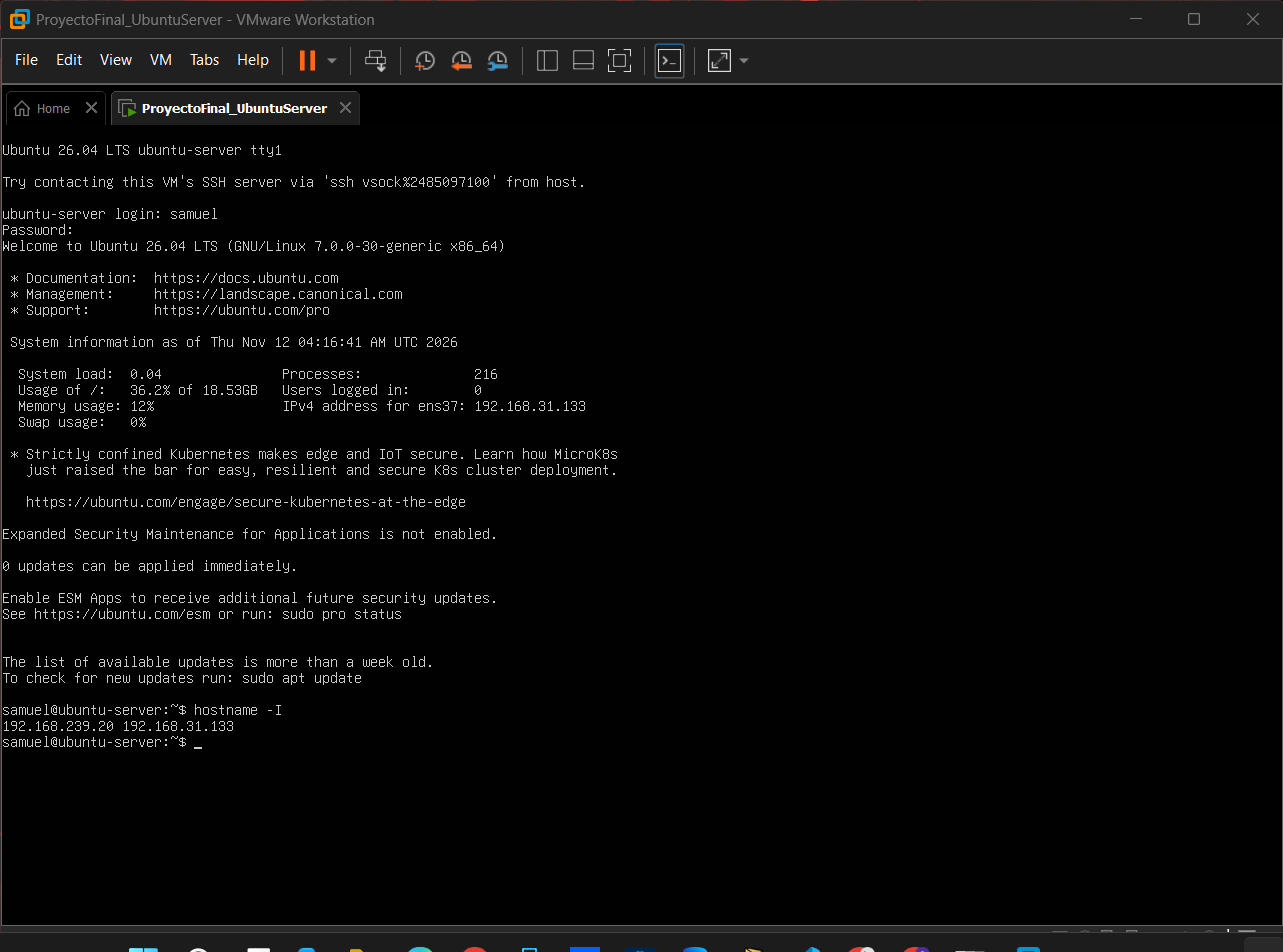 ProyectoFinal_UbuntuServer - VMware Workstation
File Edit View VM Tabs Help
Home ProyectoFinal_UbuntuServer
Ubuntu 26.04 LTS ubuntu-server tty1
Try contacting this VM's SSH server via 'ssh vsock%2485097100' from host.
ubuntu-server login: samuel
Password:
Welcome to Ubuntu 26.04 LTS (GNU/Linux 7.0.0-30-generic x86_64)
* Documentation: https://docs.ubuntu.com
* Management: https://landscape.canonical.com
* Support: https://ubuntu.com/pro
System information as of Thu Nov 12 04:16:41 AM UTC 2026
System load: 0.04 Processes: 216
Usage of /: 36.2% of 18.53GB Users logged in: 0
Memory usage: 12% IPv4 address for ens37: 192.168.31.133
Swap usage: 0%
* Strictly confined Kubernetes makes edge and IoT secure. Learn how MicroK8s
just raised the bar for easy, resilient and secure K8s cluster deployment.
https://ubuntu.com/engage/secure-kubernetes-at-the-edge
Expanded Security Maintenance for Applications is not enabled.
0 updates can be applied immediately.
Enable ESM Apps to receive additional future security updates.
See https://ubuntu.com/esm or run: sudo pro status
The list of available updates is more than a week old.
To check for new updates run: sudo apt update
samuel@ubuntu-server:~$ hostname -I
192.168.239.20 192.168.31.133
samuel@ubuntu-server:~$ _